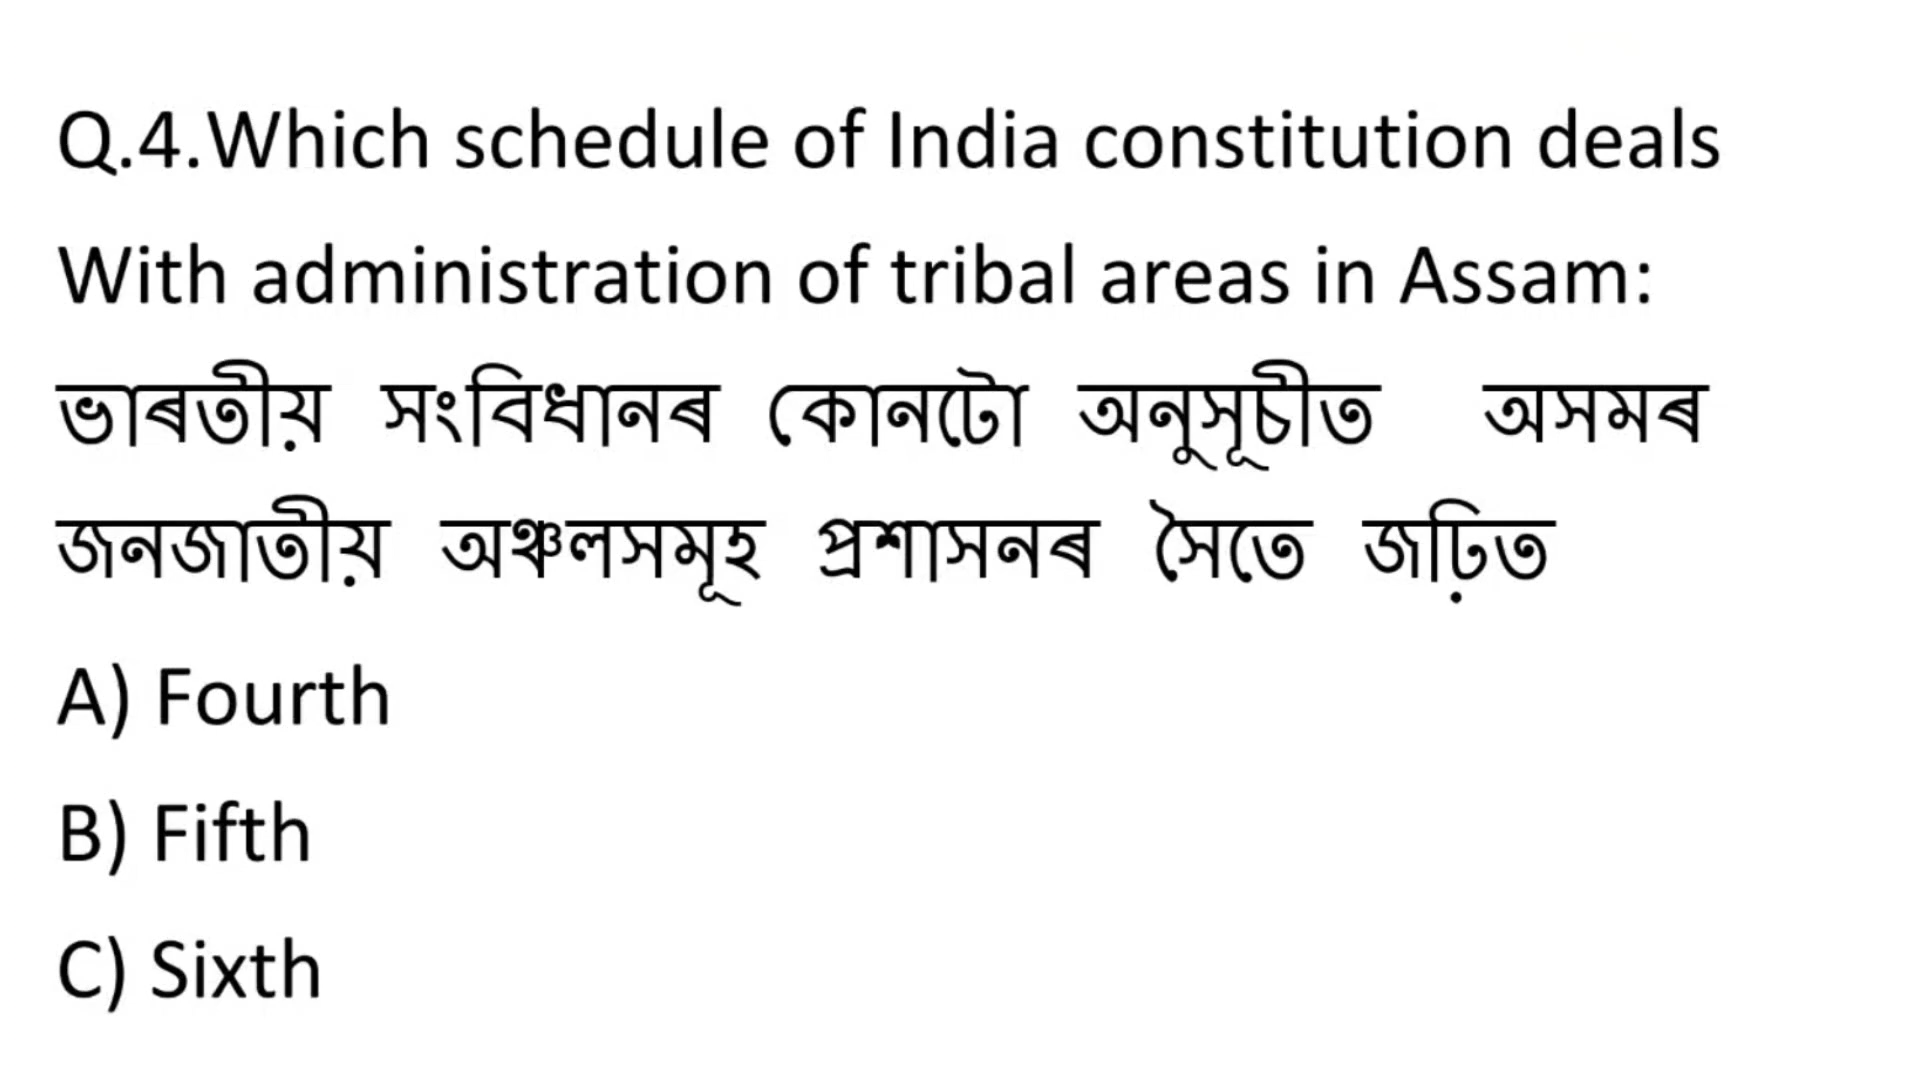 Q.4.Which schedule of India constitution deals
With administration of tribal areas in Assam:
ভাৰতীয় সংবিধানৰ কোনটো অনুসূচীত অসমৰ
জনজাতীয় অঞ্চলসমূহ প্ৰশাসনৰ সৈতে জঢ়িত
A) Fourth
B) Fifth
C) Sixth